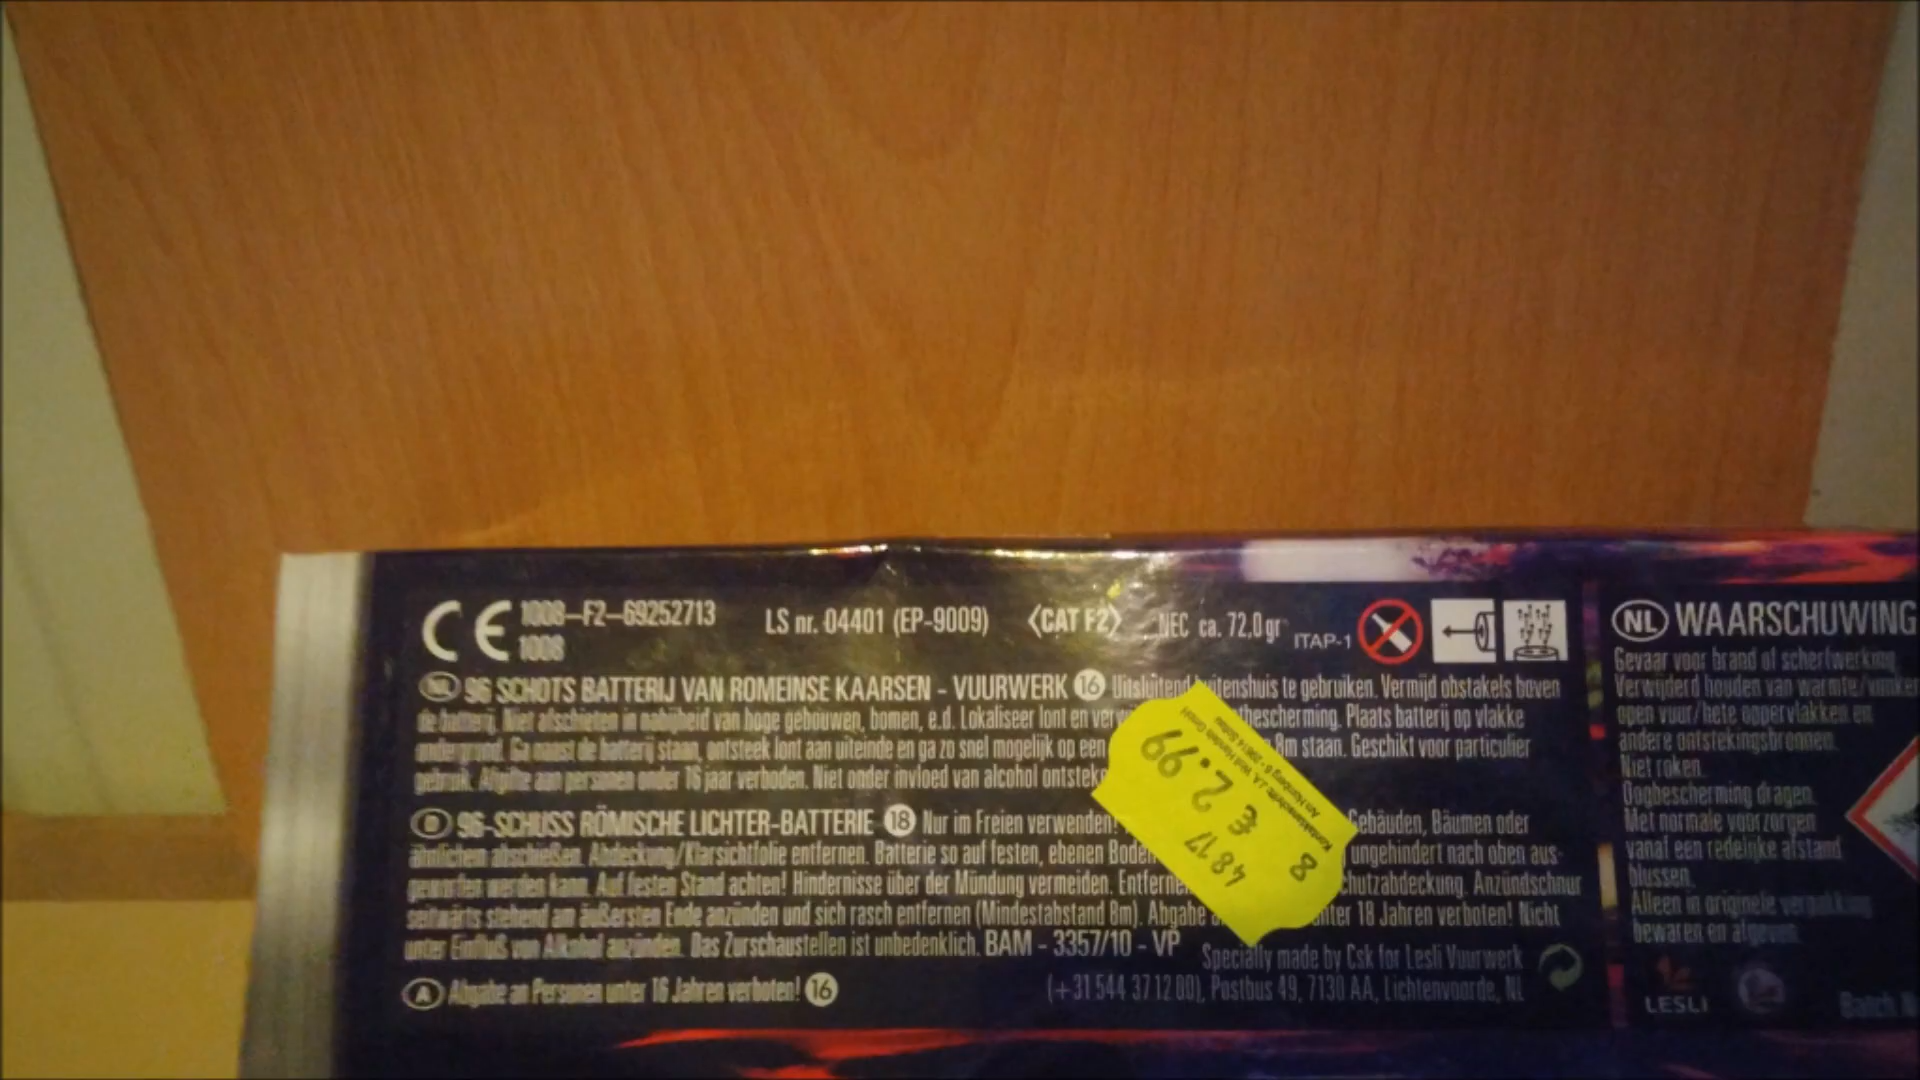 CE 1008-F2-69252713
1008
LS nr. 04401 (EP-9009)
<CAT F2>
NEC ca. 72,0gr
ITAP-1
NL 96 SCHOTS BATTERIJ VAN ROMEINSE KAARSEN - VUURWERK 16 Uitsluitend buitenshuis te gebruiken. Vermijd obstakels boven
de batterij. Niet afschieten in nabijheid van hoge gebouwen, bomen, e.d. Lokaliseer lont en bescherming. Plaats batterij op vlakke
ondergrond. Ga naast de batterij staan, ontsteek lont aan uiteinde en ga zo snel mogelijk op een 8m staan. Geschikt voor particulier
gebruik. Afgifte aan personen onder 16 jaar verboden. Niet onder invloed van alcohol
D 96-SCHUSS RÖMISCHE LICHTER-BATTERIE 18 Nur im Freien verwenden! Gebäuden, Bäumen oder
ähnlichem abschießen. Abdeckung/Klarsichtfolie entfernen. Batterie so auf festen, ebenen Boden ungehindert nach oben aus-
geworfen werden kann. Auf festen Stand achten! Hindernisse über der Mündung vermeiden. Anzündschnur
seitwärts stehend am äußersten Ende anzünden und sich rasch entfernen (Mindestabstand 8m). Abgabe 18 Jahren verboten! Nicht
unter Einfluß von Alkohol anzünden. Das Zurschaustellen ist unbedenklich. BAM - 3357/10 - VP
A Abgabe an Personen unter 16 Jahren verboten! 16
Specially made by Csk for Lesli Vuurwerk
(+31 544 37 12 00), Postbus 49, 7130 AA, Lichtenvoorde, NL
8
4817
€ 2.99
NL WAARSCHUWING
Gevaar voor brand of scherfwerking
Verwijderd houden van warmte/vonken
open vuur/hete oppervlakken en
andere ontstekingsbronnen.
Niet roken.
Oogbescherming dragen.
Met normale voorzorgen
vanaf een redelijke afstand
blussen.
Alleen in originele verpakking
bewaren en afgeven.
LESLI
Batch